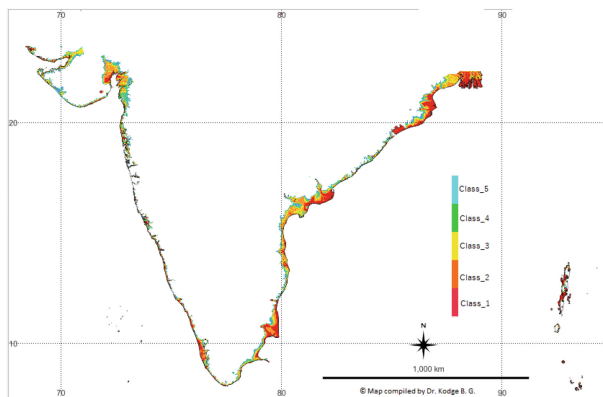 70 80 90
20
Class_5
Class_4
Class_3
Class_2
Class_1
10
N
1,000 km
70 80 90
© Map compiled by Dr. Kodge B. G.